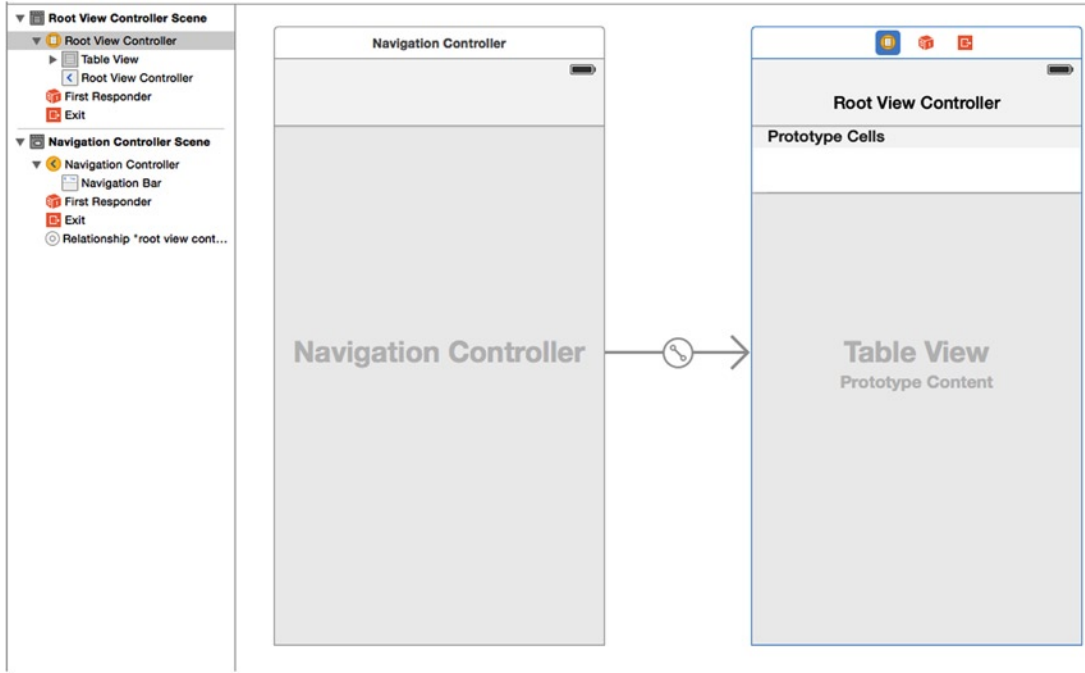 Root View Controller Scene
Root View Controller
Table View
Root View Controller
First Responder
Exit
Navigation Controller Scene
Navigation Controller
Navigation Bar
First Responder
Exit
Relationship "root view cont...
Navigation Controller
Navigation Controller
Root View Controller
Prototype Cells
Table View
Prototype Content